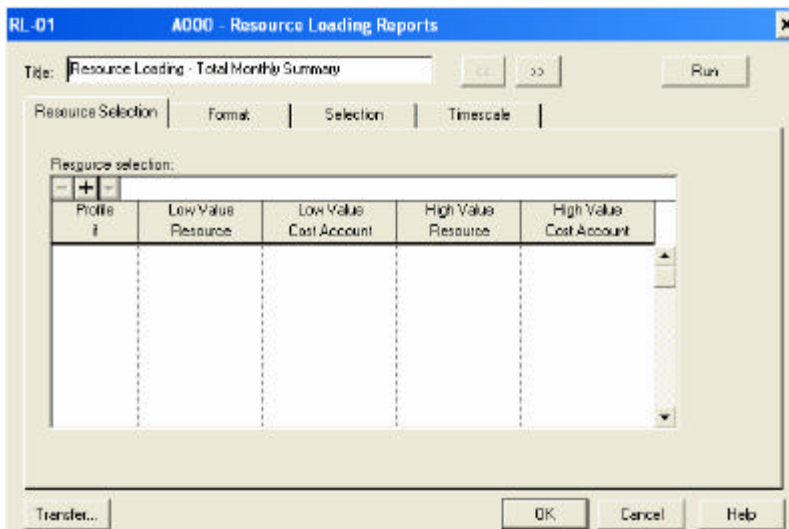 RL-01 A000 - Resource Loading Reports
Title: Resource Loading - Total Monthly Summary << >> Run
Resource Selection Format Selection Timescale
Resource selection:
Profile Low Value Low Value High Value High Value
if Resource Cost Account Resource Cost Account
Transfer... OK Cancel Help